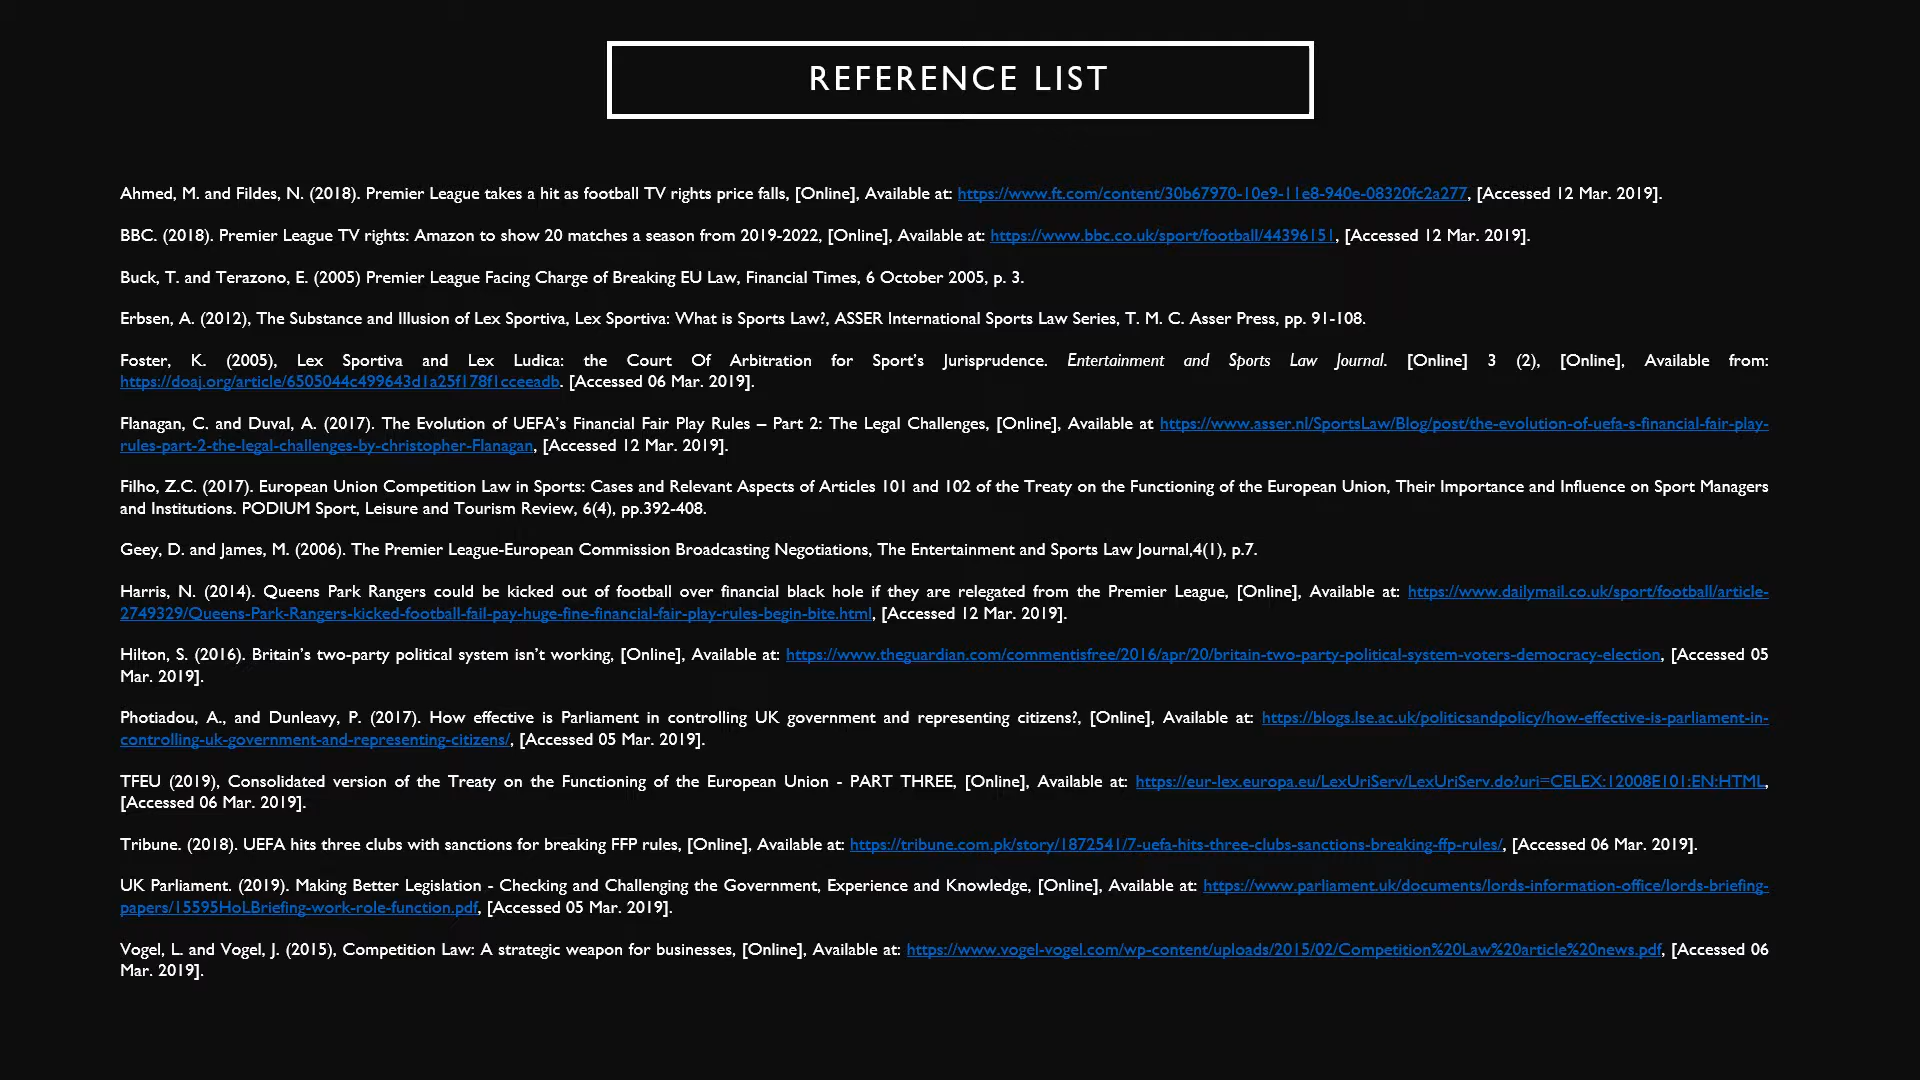 REFERENCE LIST
Ahmed, M. and Fildes, N. (2018). Premier League takes a hit as football TV rights price falls, [Online], Available at: https://www.ft.com/content/30b67970-10e9-11e8-940e-08320fc2a277, [Accessed 12 Mar. 2019].
BBC. (2018). Premier League TV rights: Amazon to show 20 matches a season from 2019-2022, [Online], Available at: https://www.bbc.co.uk/sport/football/44396151, [Accessed 12 Mar. 2019].
Buck, T. and Terazono, E. (2005) Premier League Facing Charge of Breaking EU Law, Financial Times, 6 October 2005, p. 3.
Erbsen, A. (2012), The Substance and Illusion of Lex Sportiva, Lex Sportiva: What is Sports Law?, ASSER International Sports Law Series, T. M. C. Asser Press, pp. 91-108.
Foster, K. (2005), Lex Sportiva and Lex Ludica: the Court Of Arbitration for Sport’s Jurisprudence. Entertainment and Sports Law Journal. [Online] 3 (2), [Online], Available from:
https://doaj.org/article/6505044c499643d1a25f178f1cceeadb. [Accessed 06 Mar. 2019].
Flanagan, C. and Duval, A. (2017). The Evolution of UEFA’s Financial Fair Play Rules – Part 2: The Legal Challenges, [Online], Available at https://www.asser.nl/SportsLaw/Blog/post/the-evolution-of-uefa-s-financial-fair-play-
rules-part-2-the-legal-challenges-by-christopher-Flanagan, [Accessed 12 Mar. 2019].
Filho, Z.C. (2017). European Union Competition Law in Sports: Cases and Relevant Aspects of Articles 101 and 102 of the Treaty on the Functioning of the European Union, Their Importance and Influence on Sport Managers
and Institutions. PODIUM Sport, Leisure and Tourism Review, 6(4), pp.392-408.
Geey, D. and James, M. (2006). The Premier League-European Commission Broadcasting Negotiations, The Entertainment and Sports Law Journal,4(1), p.7.
Harris, N. (2014). Queens Park Rangers could be kicked out of football over financial black hole if they are relegated from the Premier League, [Online], Available at: https://www.dailymail.co.uk/sport/football/article-
2749329/Queens-Park-Rangers-kicked-football-fail-pay-huge-fine-financial-fair-play-rules-begin-bite.html, [Accessed 12 Mar. 2019].
Hilton, S. (2016). Britain’s two-party political system isn’t working, [Online], Available at: https://www.theguardian.com/commentisfree/2016/apr/20/britain-two-party-political-system-voters-democracy-election, [Accessed 05
Mar. 2019].
Photiadou, A., and Dunleavy, P. (2017). How effective is Parliament in controlling UK government and representing citizens?, [Online], Available at: https://blogs.lse.ac.uk/politicsandpolicy/how-effective-is-parliament-in-
controlling-uk-government-and-representing-citizens/, [Accessed 05 Mar. 2019].
TFEU (2019), Consolidated version of the Treaty on the Functioning of the European Union - PART THREE, [Online], Available at: https://eur-lex.europa.eu/LexUriServ/LexUriServ.do?uri=CELEX:12008E101:EN:HTML,
[Accessed 06 Mar. 2019].
Tribune. (2018). UEFA hits three clubs with sanctions for breaking FFP rules, [Online], Available at: https://tribune.com.pk/story/1872541/7-uefa-hits-three-clubs-sanctions-breaking-ffp-rules/, [Accessed 06 Mar. 2019].
UK Parliament. (2019). Making Better Legislation - Checking and Challenging the Government, Experience and Knowledge, [Online], Available at: https://www.parliament.uk/documents/lords-information-office/lords-briefing-
papers/15595HoLBriefing-work-role-function.pdf, [Accessed 05 Mar. 2019].
Vogel, L. and Vogel, J. (2015), Competition Law: A strategic weapon for businesses, [Online], Available at: https://www.vogel-vogel.com/wp-content/uploads/2015/02/Competition%20Law%20article%20news.pdf, [Accessed 06
Mar. 2019].